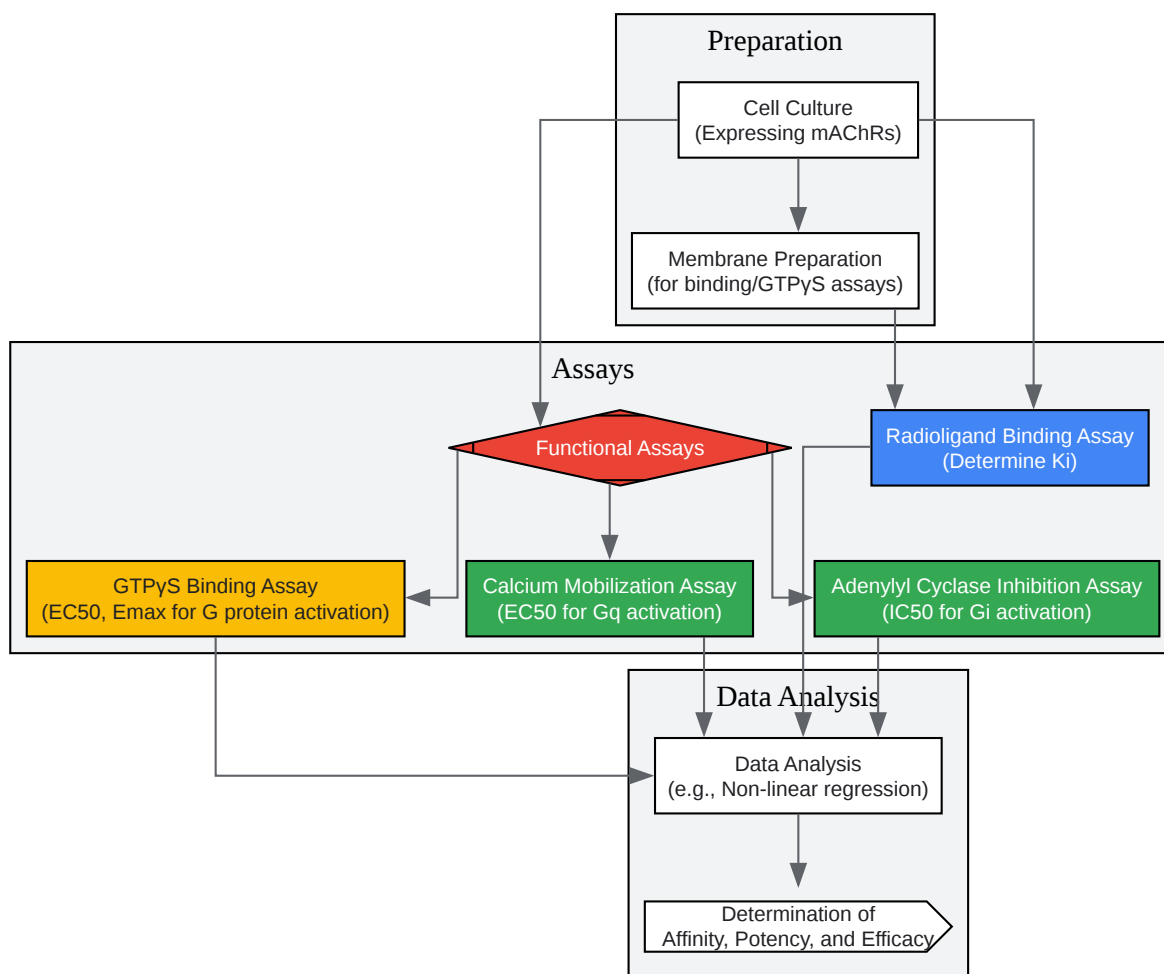 Preparation
Cell Culture
(Expressing mAChRs)
Membrane Preparation
(for binding/GTPγS assays)
Assays
Functional Assays
Radioligand Binding Assay
(Determine Ki)
GTPγS Binding Assay
(EC50, Emax for G protein activation)
Calcium Mobilization Assay
(EC50 for Gq activation)
Adenylyl Cyclase Inhibition Assay
(IC50 for Gi activation)
Data Analysis
Data Analysis
(e.g., Non-linear regression)
Determination of
Affinity, Potency, and Efficacy